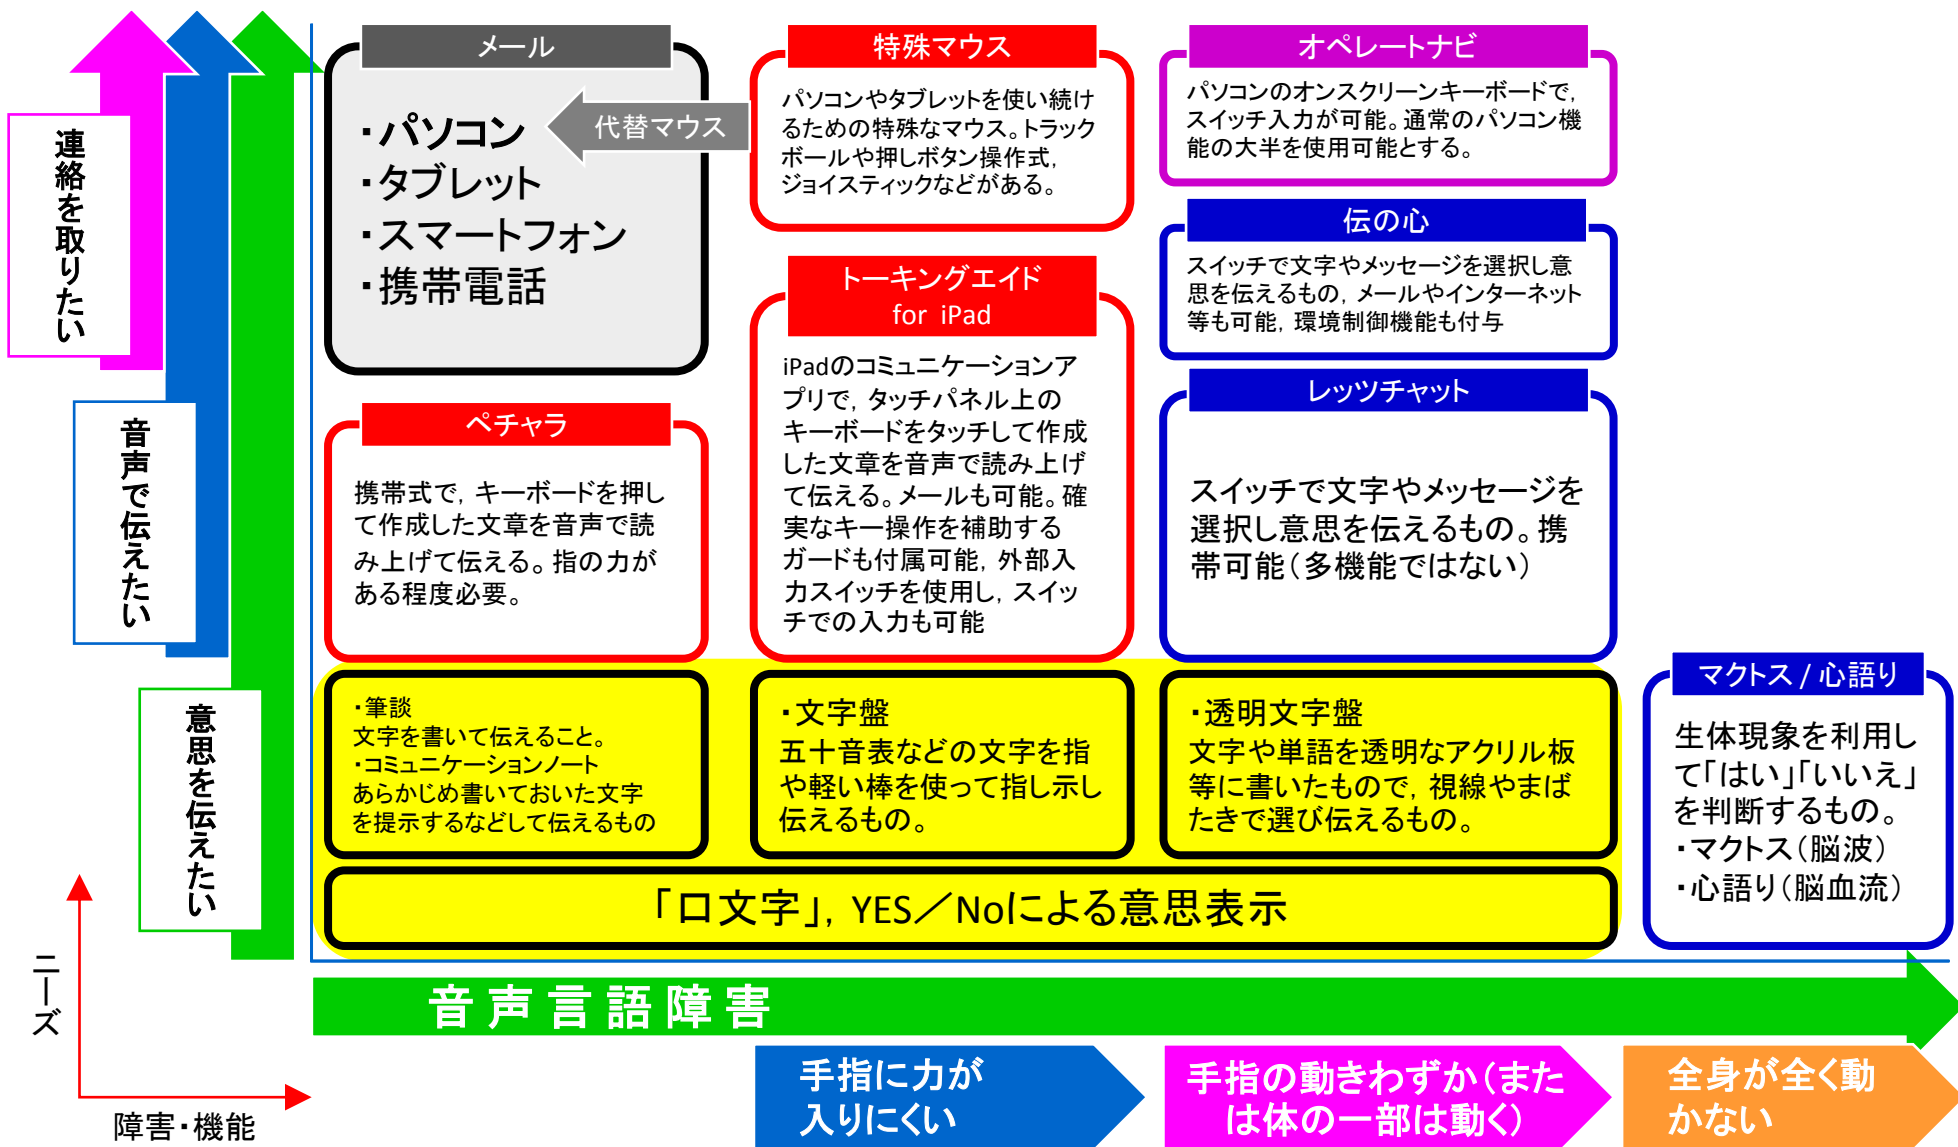 連絡を取りたい
音声で伝えたい
意思を伝えたい
ニーズ
障害・機能
メール
・パソコン
・タブレット
・スマートフォン
・携帯電話
代替マウス
特殊マウス
パソコンやタブレットを使い続け
るための特殊なマウス。トラック
ボールや押しボタン操作式,
ジョイスティックなどがある。
オペレートナビ
パソコンのオンスクリーンキーボードで,
スイッチ入力が可能。通常のパソコン機
能の大半を使用可能とする。
伝の心
スイッチで文字やメッセージを選択し意
思を伝えるもの, メールやインターネット
等も可能, 環境制御機能も付与
トーキングエイド
for iPad
iPadのコミュニケーションア
プリで, タッチパネル上の
キーボードをタッチして作成
した文章を音声で読み上げ
て伝える。メールも可能。確
実なキー操作を補助する
ガードも付属可能, 外部入
力スイッチを使用し, スイッ
チでの入力も可能
レッツチャット
スイッチで文字やメッセージを
選択し意思を伝えるもの。携
帯可能(多機能ではない)
ペチャラ
携帯式で, キーボードを押し
て作成した文章を音声で読
み上げて伝える。指の力が
ある程度必要。
・筆談
文字を書いて伝えること。
・コミュニケーションノート
あらかじめ書いておいた文字
を提示するなどして伝えるもの
・文字盤
五十音表などの文字を指
や軽い棒を使って指し示し
伝えるもの。
・透明文字盤
文字や単語を透明なアクリル板
等に書いたもので, 視線やまば
たきで選び伝えるもの。
マクトス / 心語り
生体現象を利用し
て「はい」「いいえ」
を判断するもの。
・マクトス(脳波)
・心語り(脳血流)
「口文字」, YES/Noによる意思表示
音声言語障害
手指に力が
入りにくい
手指の動きわずか(また
は体の一部は動く)
全身が全く動
かない